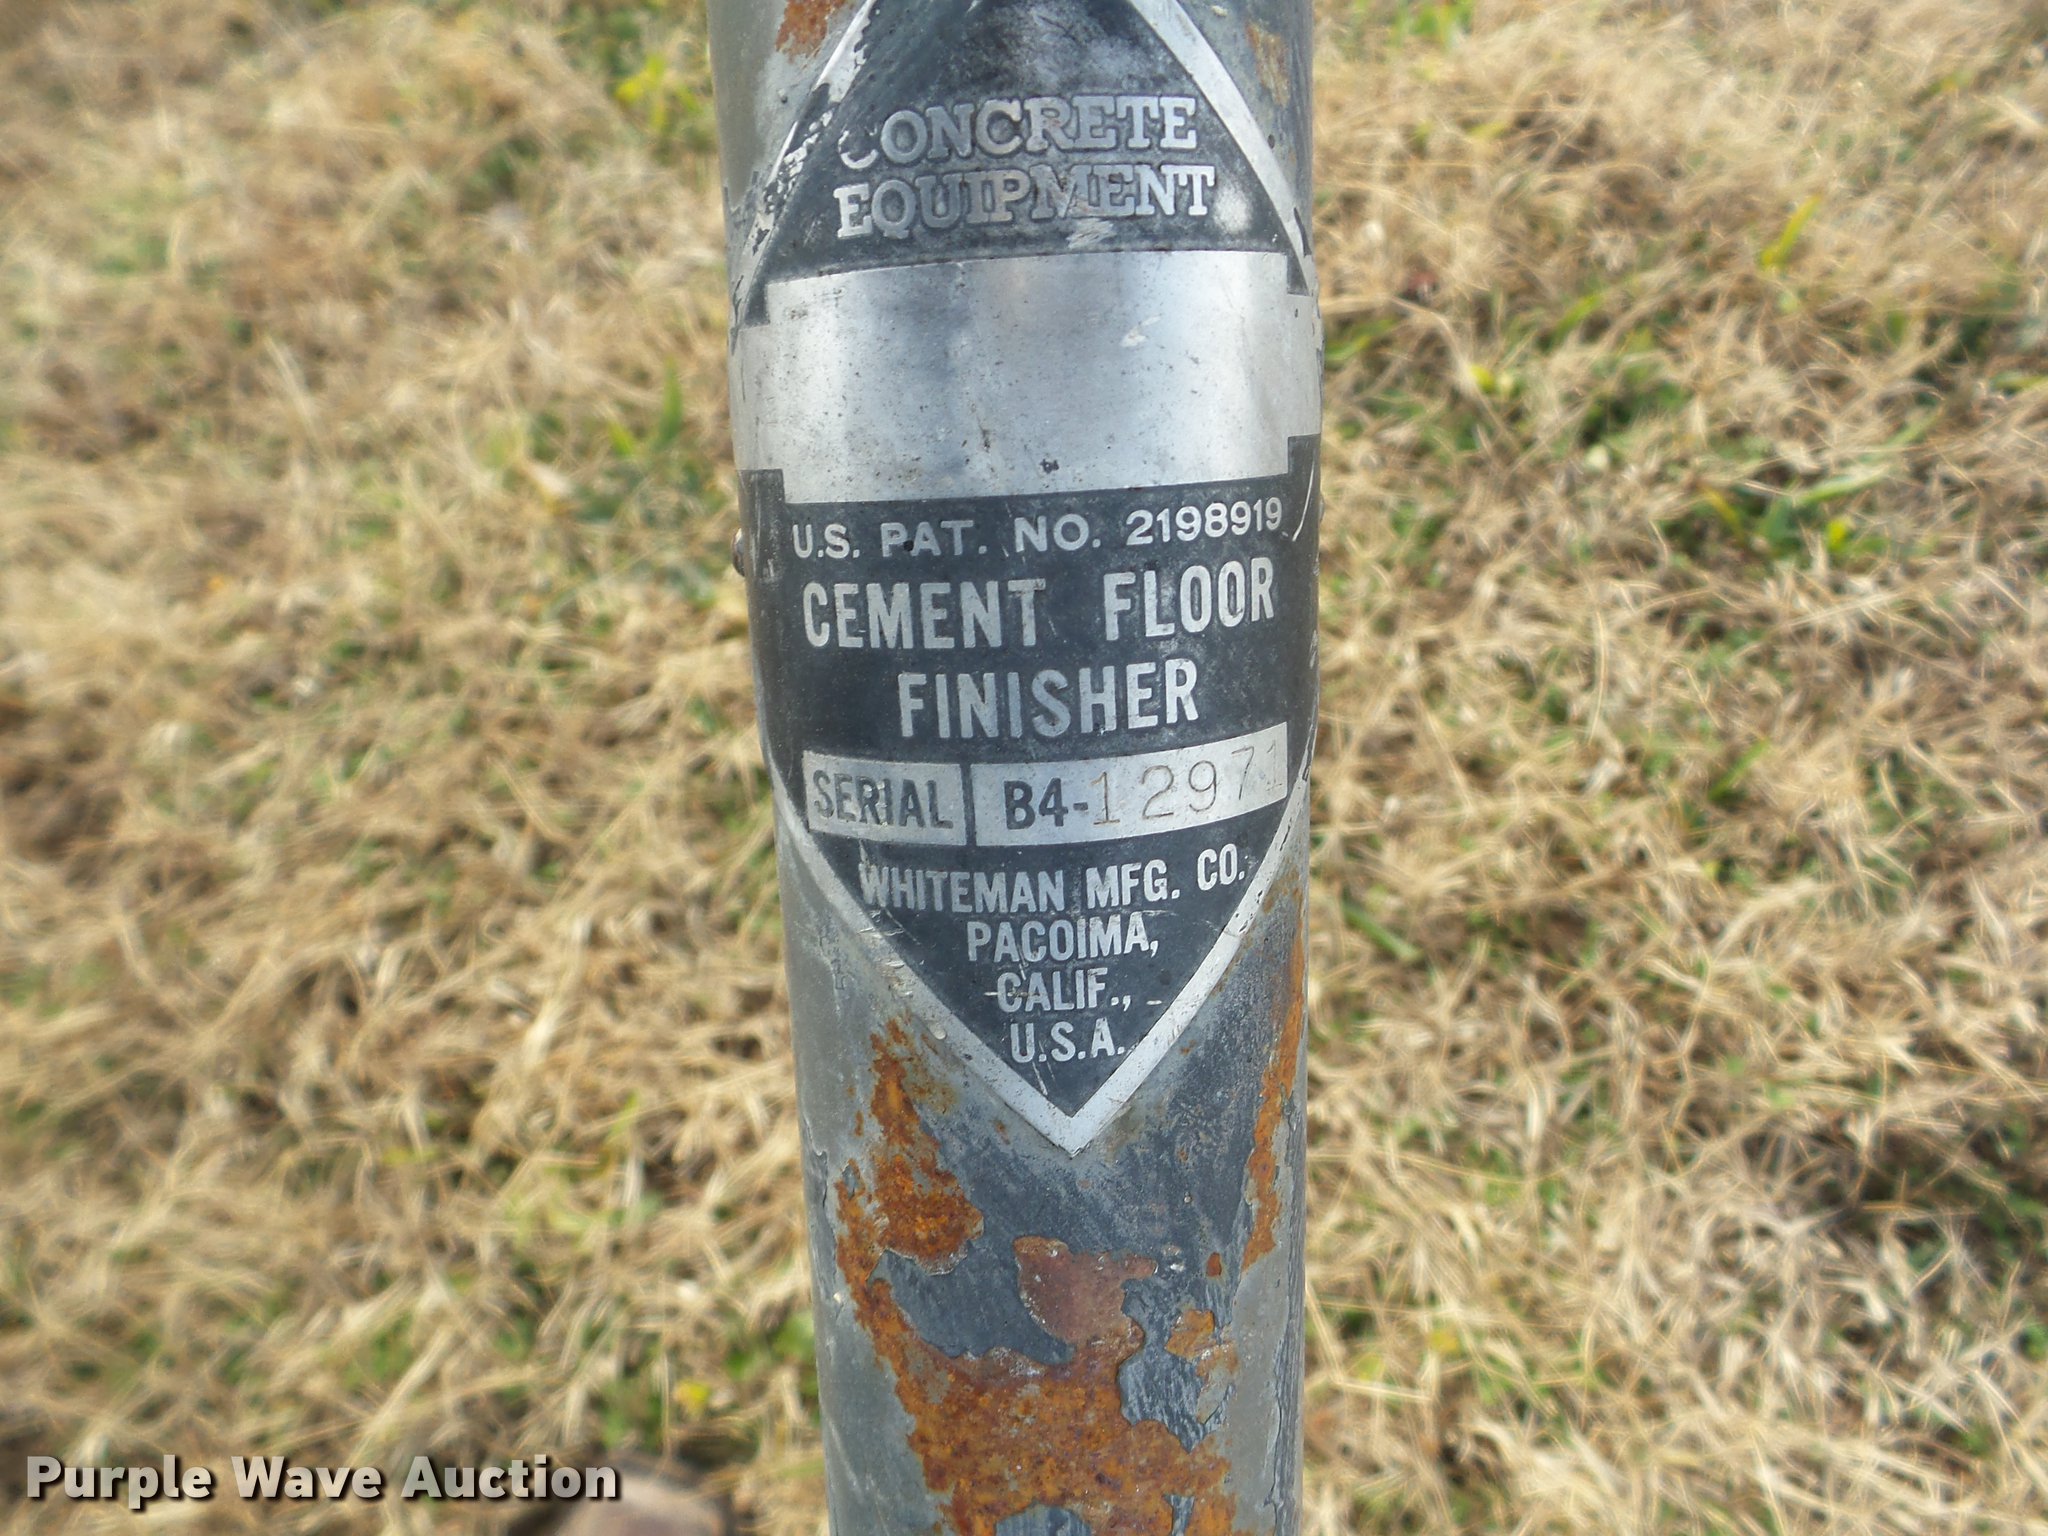 CONCRETE
EQUIPMENT
U.S. PAT. NO. 2198919
CEMENT FLOOR
FINISHER
SERIAL B4-12971
WHITEMAN MFG. CO.
PACOIMA,
CALIF.,
U.S.A.
Purple Wave Auction